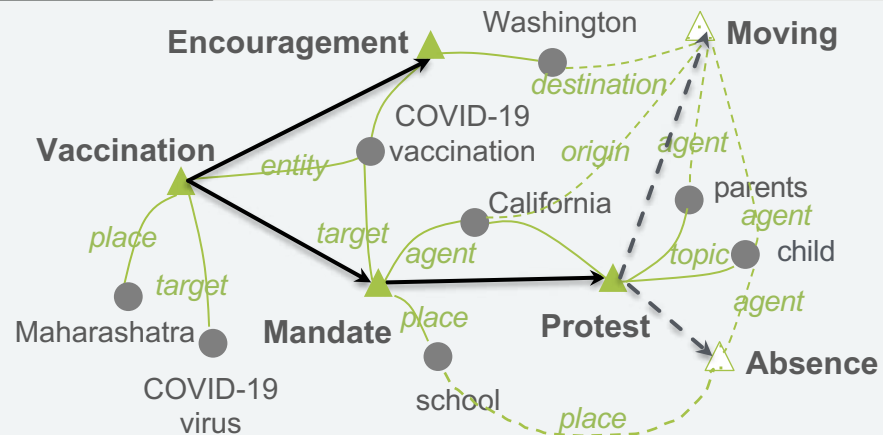 Washington
Encouragement
Moving
destination
COVID-19
vaccination
Vaccination
entity
origin
agent
parents
California
agent
place
target
agent
topic
child
target
agent
Maharashatra
Mandate
place
Protest
Absence
COVID-19
virus
school
place